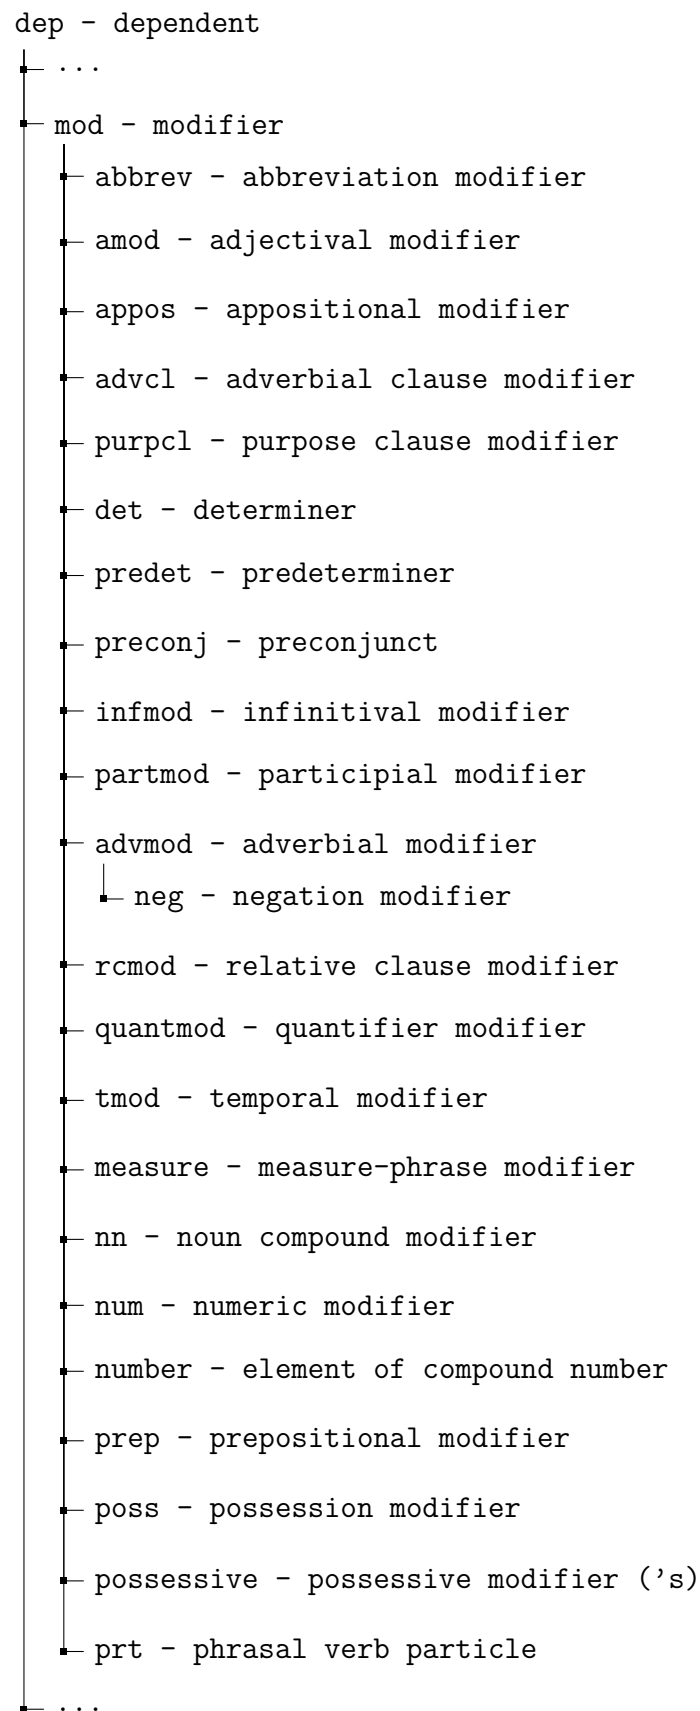 dep - dependent
...
mod - modifier
abbrev - abbreviation modifier
amod - adjectival modifier
appos - appositional modifier
advcl - adverbial clause modifier
purpcl - purpose clause modifier
det - determiner
predet - predeterminer
preconj - preconjunct
infmod - infinitival modifier
partmod - participial modifier
advmod - adverbial modifier
neg - negation modifier
rcmod - relative clause modifier
quantmod - quantifier modifier
tmod - temporal modifier
measure - measure-phrase modifier
nn - noun compound modifier
num - numeric modifier
number - element of compound number
prep - prepositional modifier
poss - possession modifier
possessive - possessive modifier ('s)
prt - phrasal verb particle
...